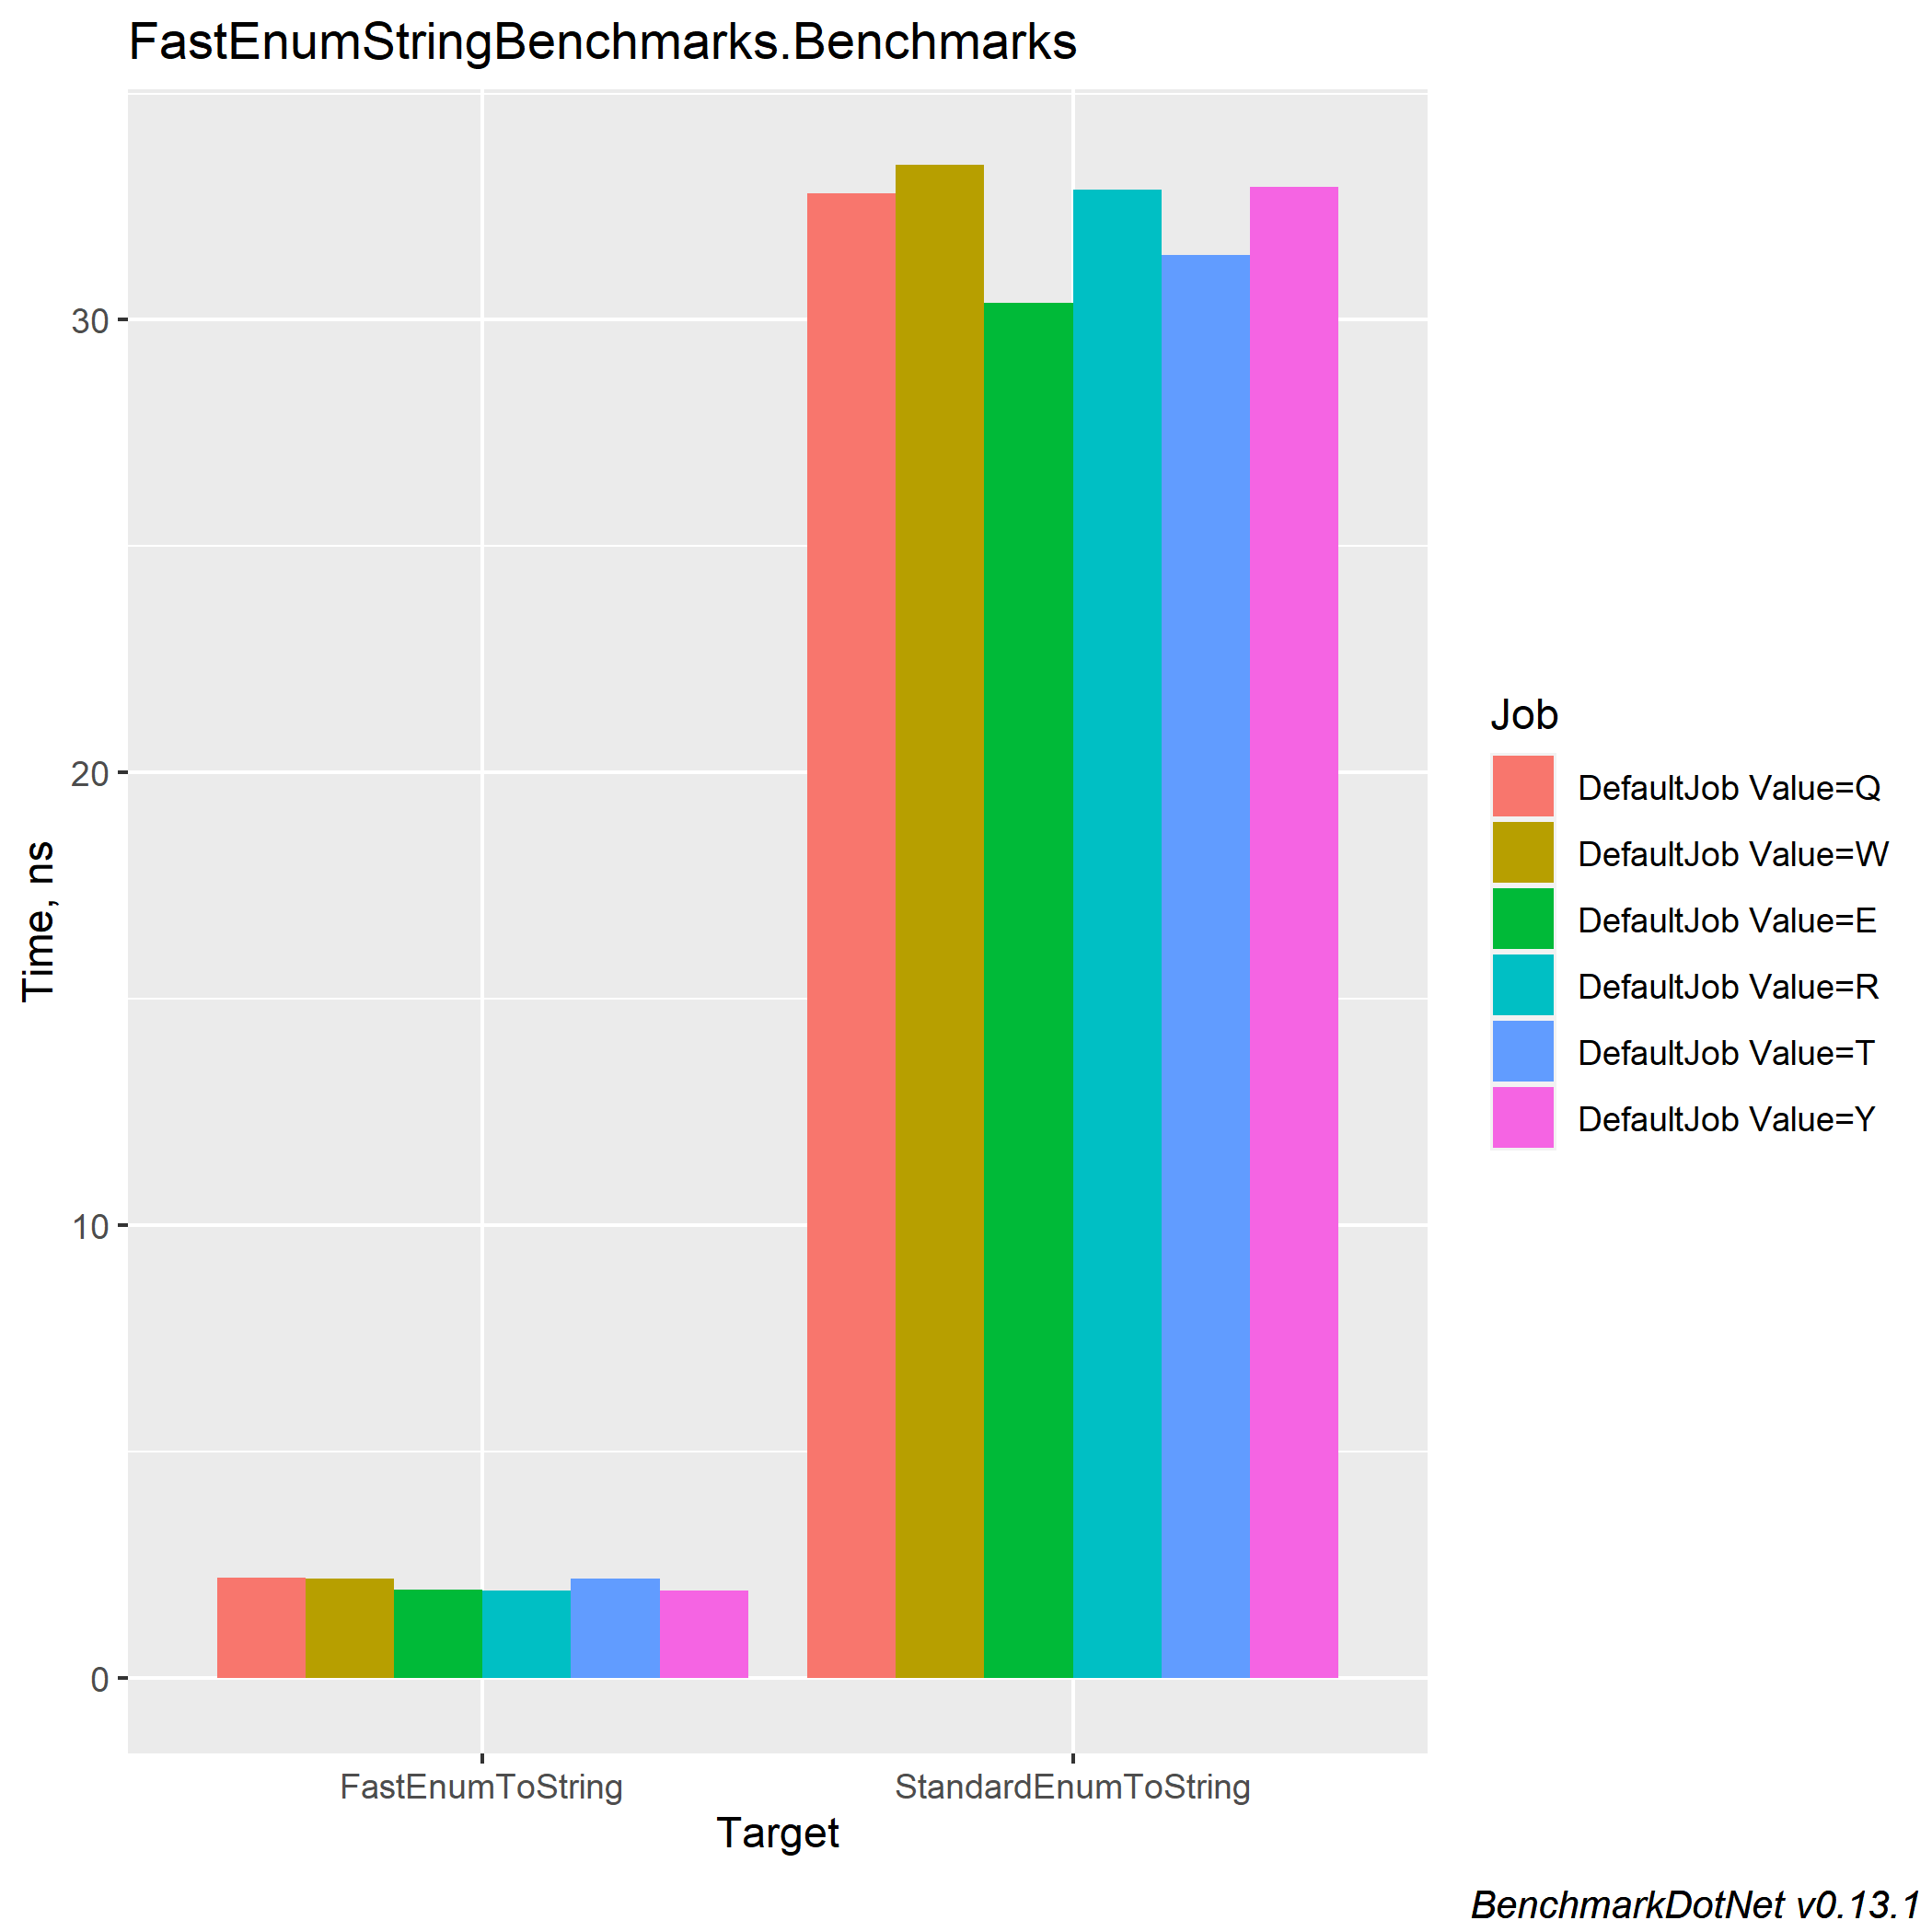 FastEnumStringBenchmarks.Benchmarks
30
20
10
0
Time, ns
FastEnumToString
StandardEnumToString
Target
Job
DefaultJob Value=Q
DefaultJob Value=W
DefaultJob Value=E
DefaultJob Value=R
DefaultJob Value=T
DefaultJob Value=Y
BenchmarkDotNet v0.13.1